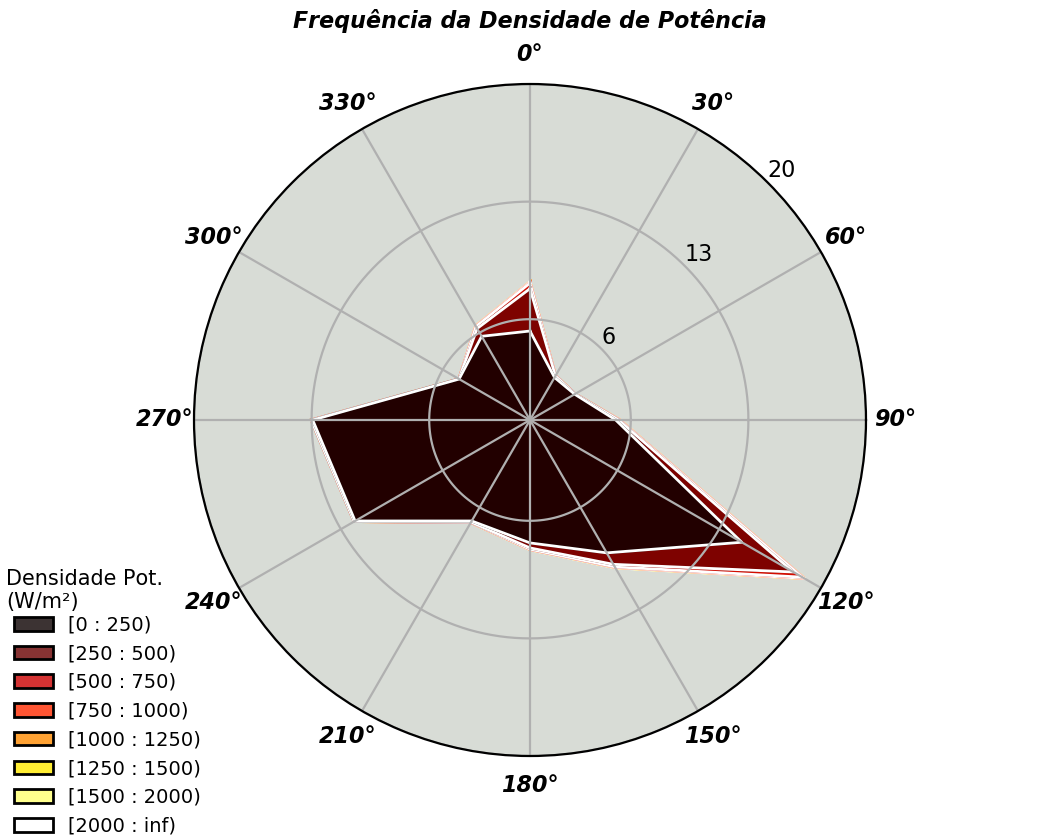 Frequência da Densidade de Potência
0°
330°
30°
20
300°
60°
13
6
270°
90°
240°
120°
210°
150°
180°
Densidade Pot.
(W/m²)
[0 : 250)
[250 : 500)
[500 : 750)
[750 : 1000)
[1000 : 1250)
[1250 : 1500)
[1500 : 2000)
[2000 : inf)